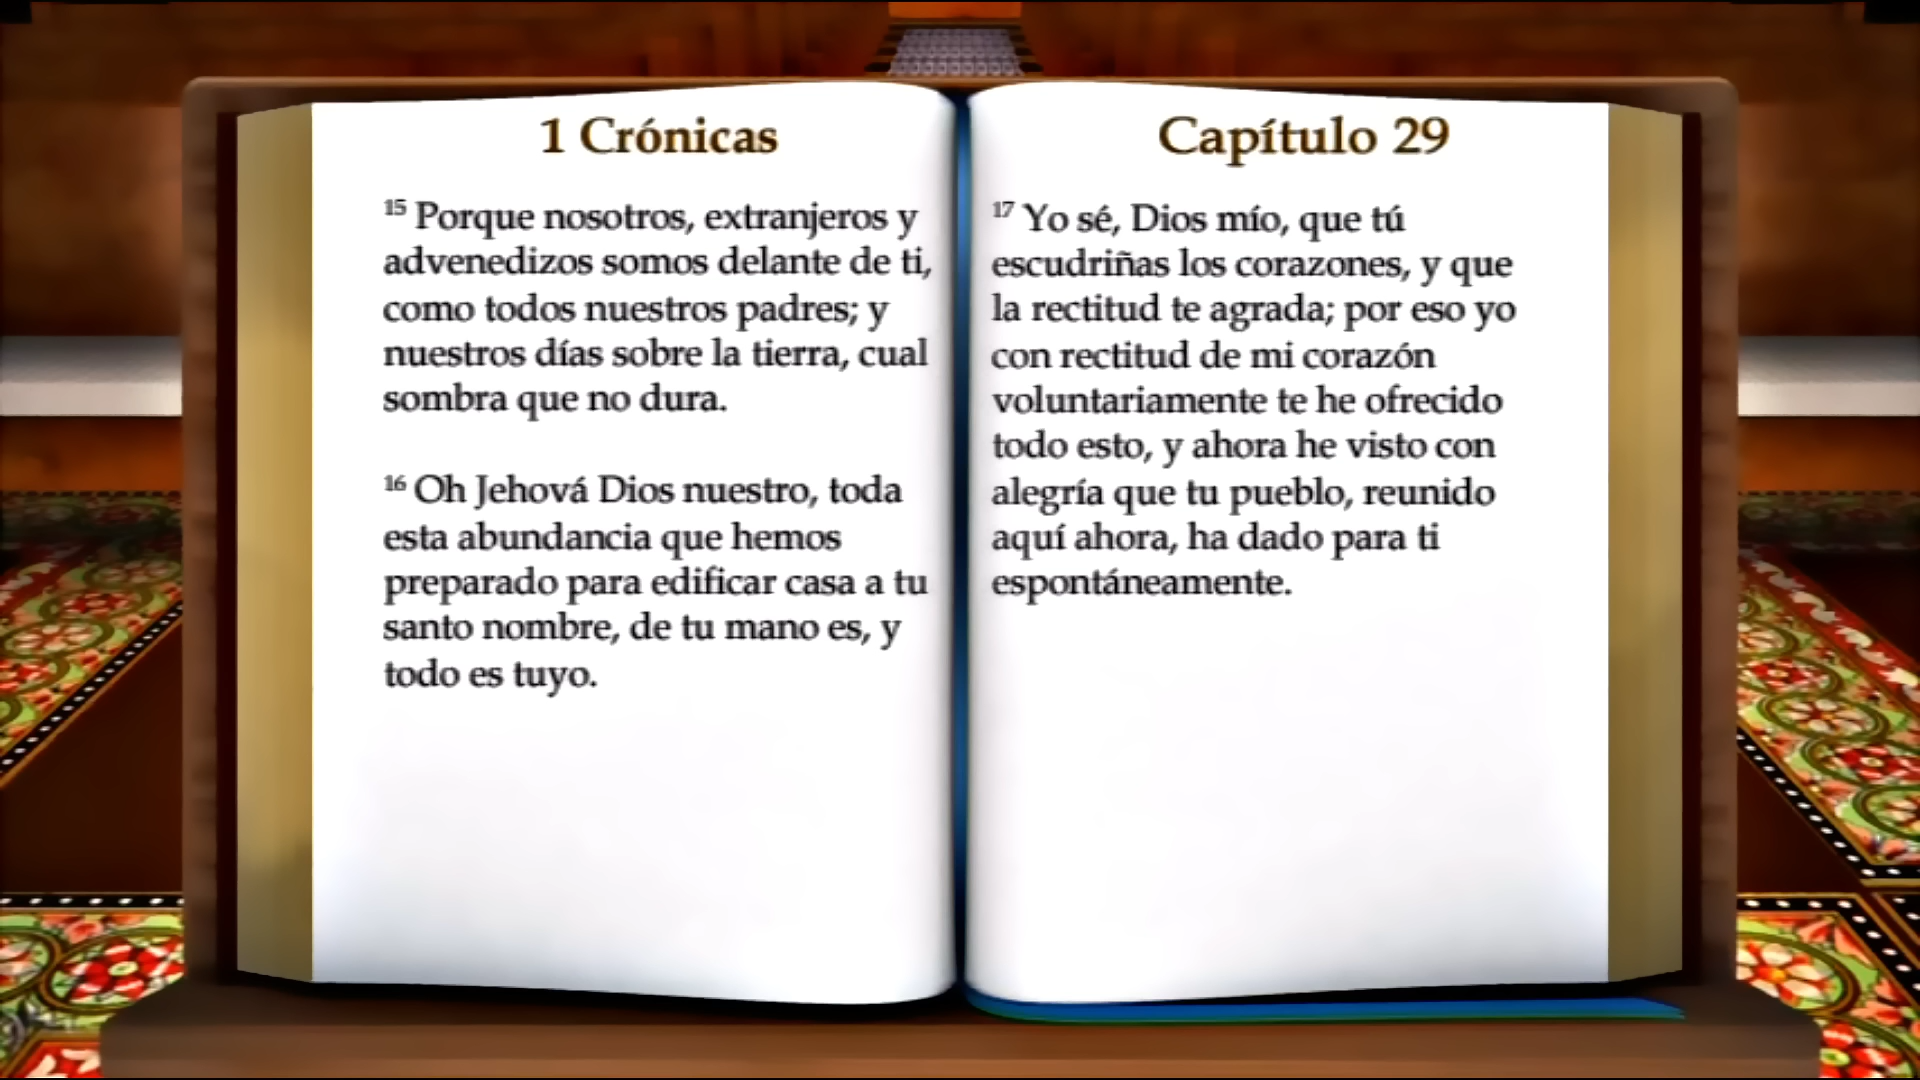 1 Crónicas
15 Porque nosotros, extranjeros y
advenedizos somos delante de ti,
como todos nuestros padres; y
nuestros días sobre la tierra, cual
sombra que no dura.
16 Oh Jehová Dios nuestro, toda
esta abundancia que hemos
preparado para edificar casa a tu
santo nombre, de tu mano es, y
todo es tuyo.
Capítulo 29
17 Yo sé, Dios mío, que tú
escudriñas los corazones, y que
la rectitud te agrada; por eso yo
con rectitud de mi corazón
voluntariamente te he ofrecido
todo esto, y ahora he visto con
alegría que tu pueblo, reunido
aquí ahora, ha dado para ti
espontáneamente.